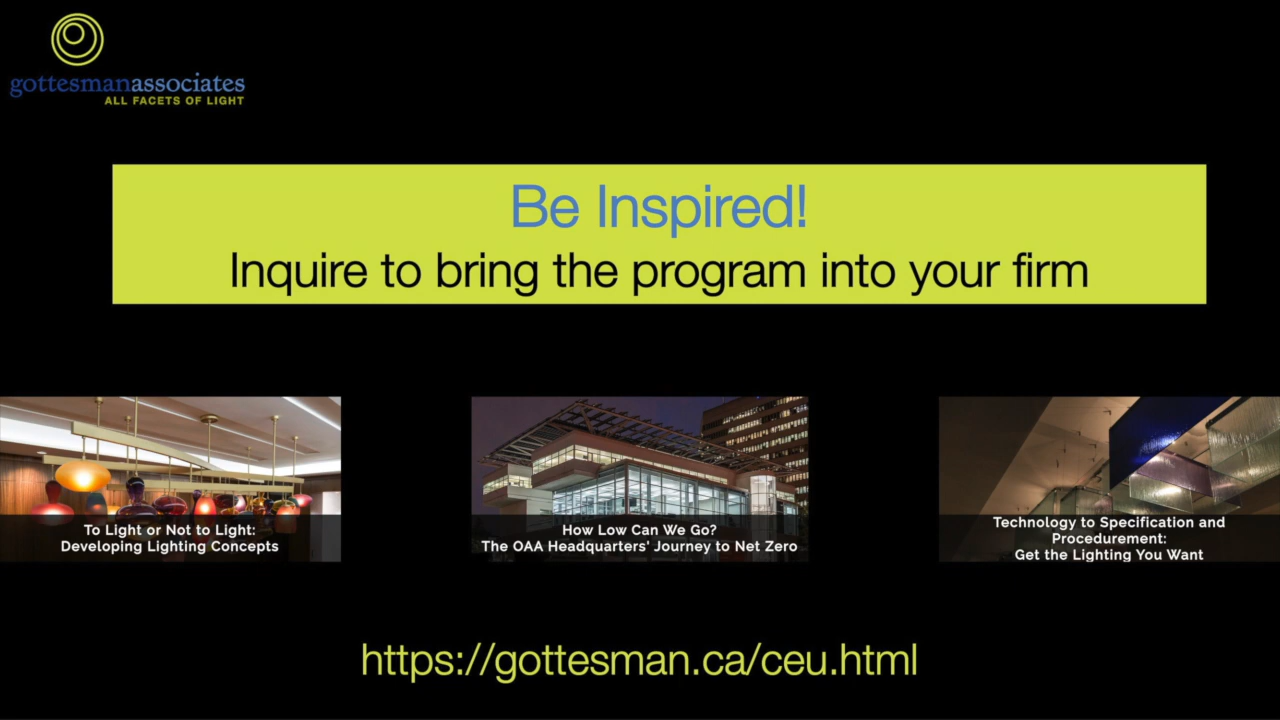 gottesmanassociates
ALL FACETS OF LIGHT
Be Inspired!
Inquire to bring the program into your firm
To Light or Not to Light:
Developing Lighting Concepts
How Low Can We Go?
The OAA Headquarters' Journey to Net Zero
Technology to Specification and
Procedurement:
Get the Lighting You Want
https://gottesman.ca/ceu.html